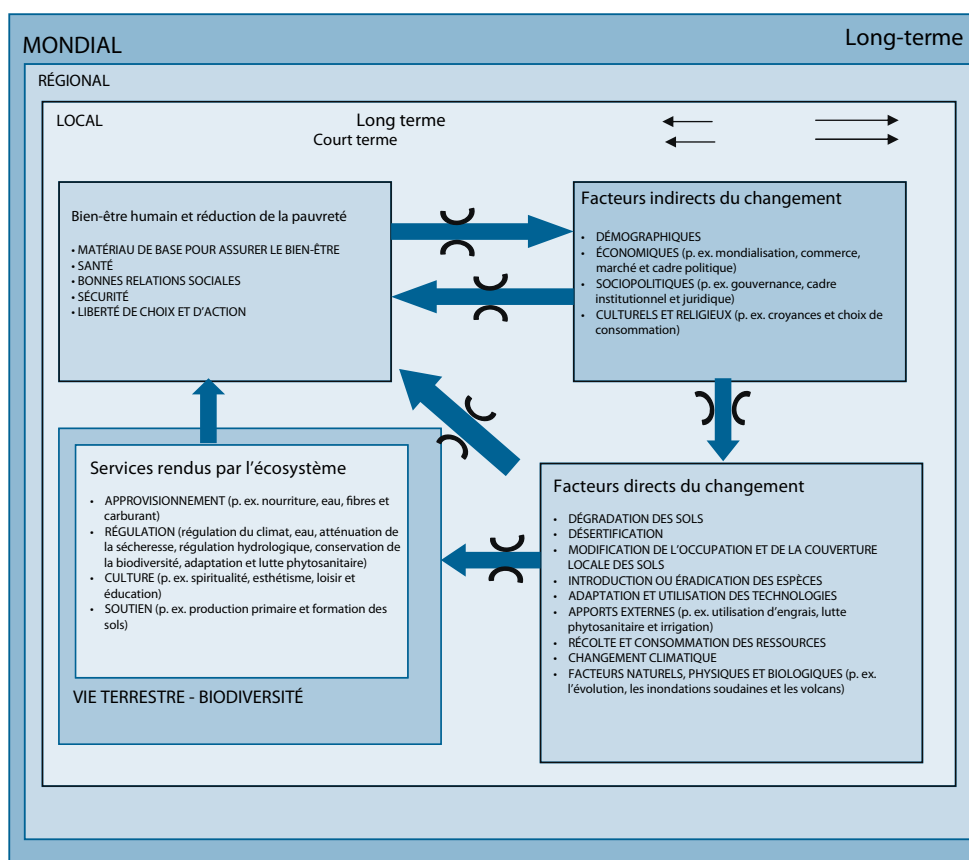 MONDIAL
Long-terme
RÉGIONAL
LOCAL
Long terme
Court terme
Bien-être humain et réduction de la pauvreté
• MATÉRIAU DE BASE POUR ASSURER LE BIEN-ÊTRE
• SANTÉ
• BONNES RELATIONS SOCIALES
• SÉCURITÉ
• LIBERTÉ DE CHOIX ET D'ACTION
Facteurs indirects du changement
• DÉMOGRAPHIQUES
• ÉCONOMIQUES (p. ex. mondialisation, commerce,
marché et cadre politique)
• SOCIOPOLITIQUES (p. ex. gouvernance, cadre
institutionnel et juridique)
• CULTURELS ET RELIGIEUX (p. ex. croyances et choix de
consommation)
Services rendus par l'écosystème
• APPROVISIONNEMENT (p. ex. nourriture, eau, fibres et
carburant)
• RÉGULATION (régulation du climat, eau, atténuation de
la sécheresse, régulation hydrologique, conservation de
la biodiversité, adaptation et lutte phytosanitaire)
• CULTURE (p. ex. spiritualité, esthétisme, loisir et
éducation)
• SOUTIEN (p. ex. production primaire et formation des
sols)
VIE TERRESTRE - BIODIVERSITÉ
Facteurs directs du changement
• DÉGRADATION DES SOLS
• DÉSERTIFICATION
• MODIFICATION DE L'OCCUPATION ET DE LA COUVERTURE
LOCALE DES SOLS
• INTRODUCTION OU ÉRADICATION DES ESPÈCES
• ADAPTATION ET UTILISATION DES TECHNOLOGIES
• APPORTS EXTERNES (p. ex. utilisation d'engrais, lutte
phytosanitaire et irrigation)
• RÉCOLTE ET CONSOMMATION DES RESSOURCES
• CHANGEMENT CLIMATIQUE
• FACTEURS NATURELS, PHYSIQUES ET BIOLOGIQUES (p. ex.
l'évolution, les inondations soudaines et les volcans)